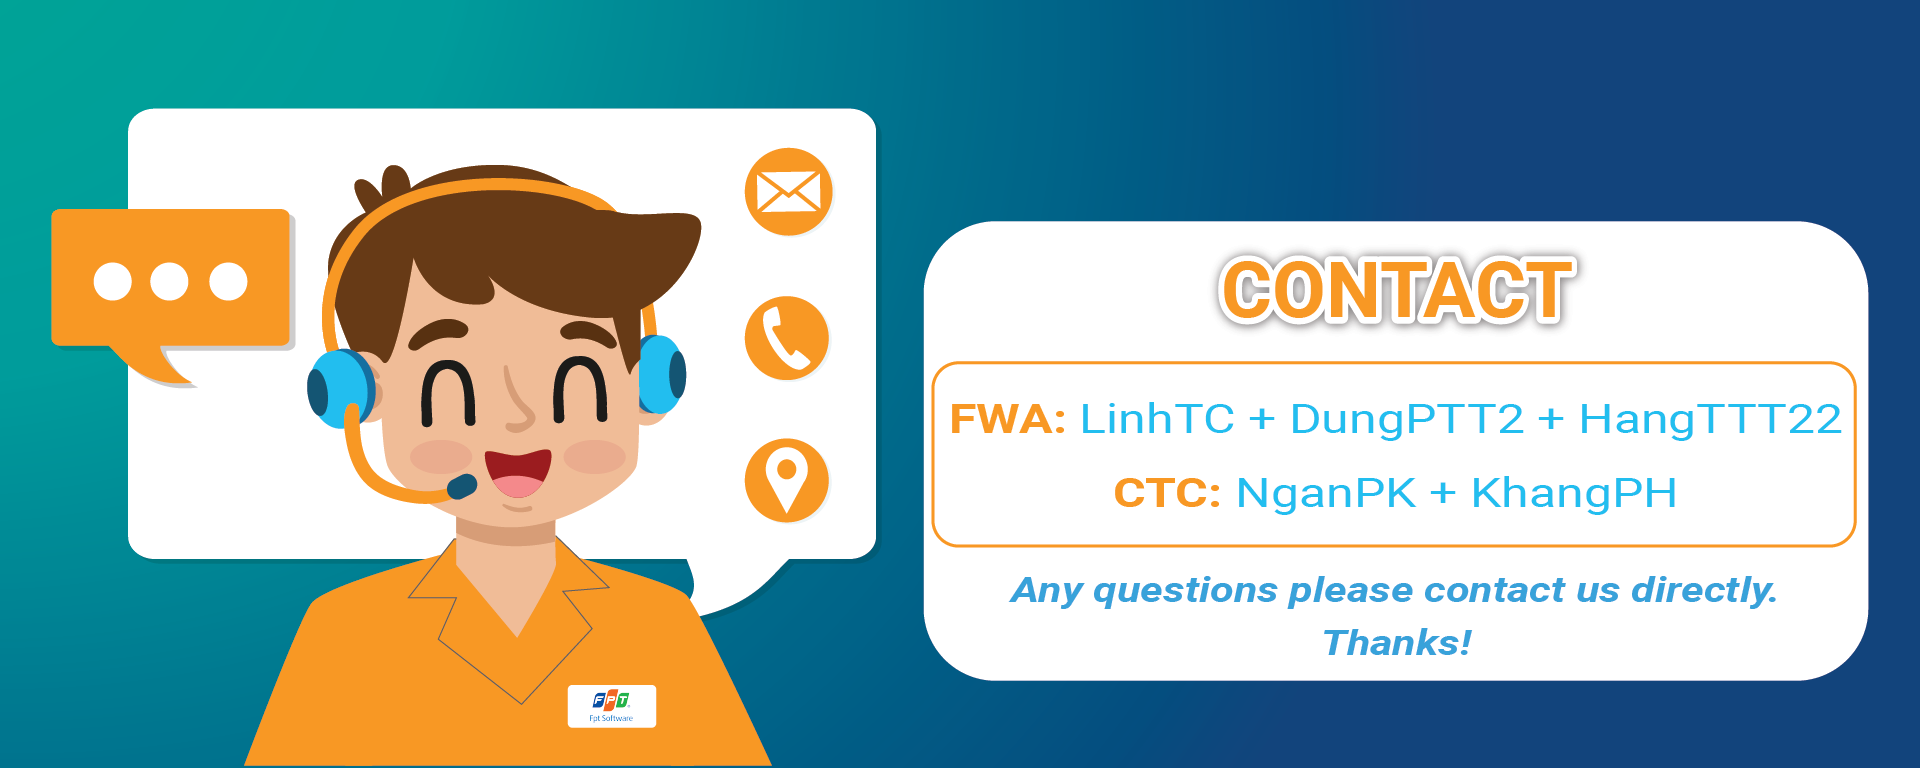 CONTACT
FWA: LinhTC + DungPTT2 + HangTTT22
CTC: NganPK + KhangPH
Any questions please contact us directly.
Thanks!
FPT
Fpt Software